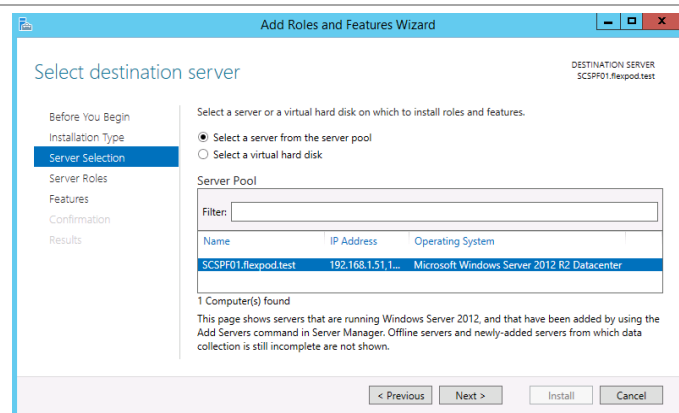 Add Roles and Features Wizard
Select destination server
DESTINATION SERVER
SCSPF01.flexpod.test
Before You Begin
Installation Type
Server Selection
Server Roles
Features
Confirmation
Results
Select a server or a virtual hard disk on which to install roles and features.
Select a server from the server pool
Select a virtual hard disk
Server Pool
Filter:
Name IP Address Operating System
SCSPF01.flexpod.test 192.168.1.51,1... Microsoft Windows Server 2012 R2 Datacenter
1 Computer(s) found
This page shows servers that are running Windows Server 2012, and that have been added by using the
Add Servers command in Server Manager. Offline servers and newly-added servers from which data
collection is still incomplete are not shown.
< Previous Next > Install Cancel